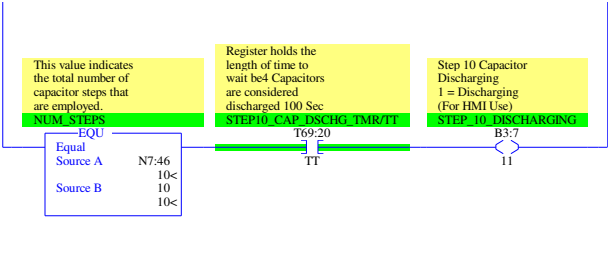 This value indicates
the total number of
capacitor steps that
are employed.
NUM_STEPS
EQU
Equal
Source A
N7:46
10<
Source B
10
10<
Register holds the
length of time to
wait be4 Capacitors
are considered
discharged 100 Sec
STEP10_CAP_DSCHG_TMR/TT
T69:20
TT
Step 10 Capacitor
Discharging
1 = Discharging
(For HMI Use)
STEP_10_DISCHARGING
B3:7
11